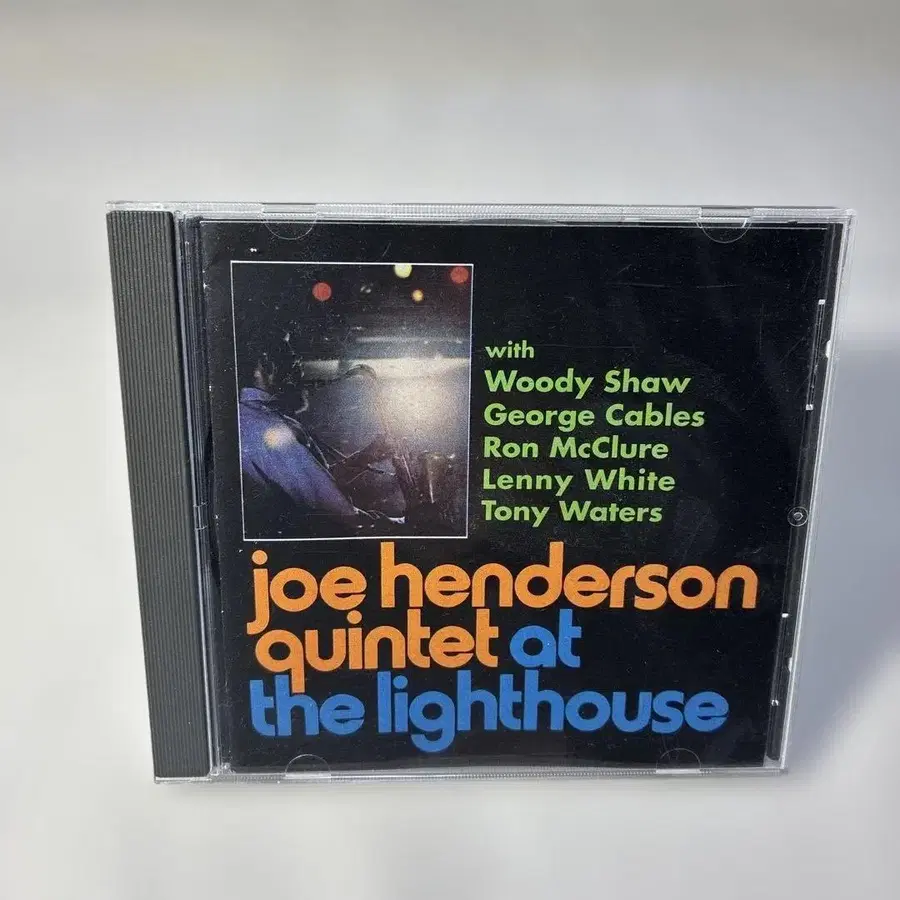 with
Woody Shaw
George Cables
Ron McClure
Lenny White
Tony Waters
joe henderson
quintet at
the lighthouse